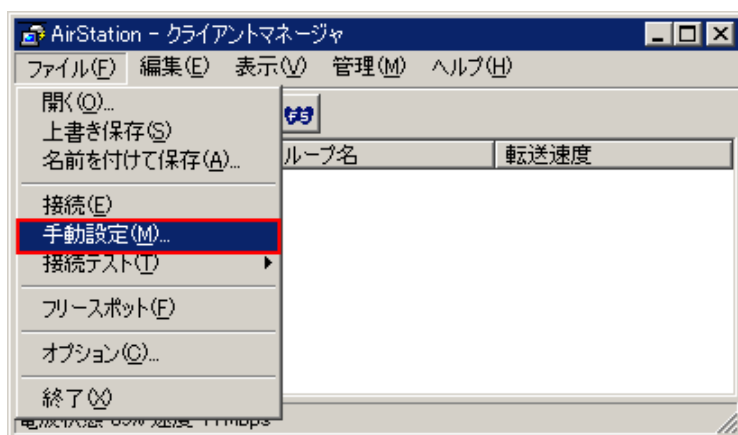 AirStation - クライアントマネージャ
ファイル(F) 編集(E) 表示(V) 管理(M) ヘルプ(H)
開く(O)...
上書き保存(S)
名前を付けて保存(A)...
ループ名 転送速度
接続(E)
手動設定(M)...
接続テスト(T)
フリースポット(F)
オプション(O)...
終了(X)